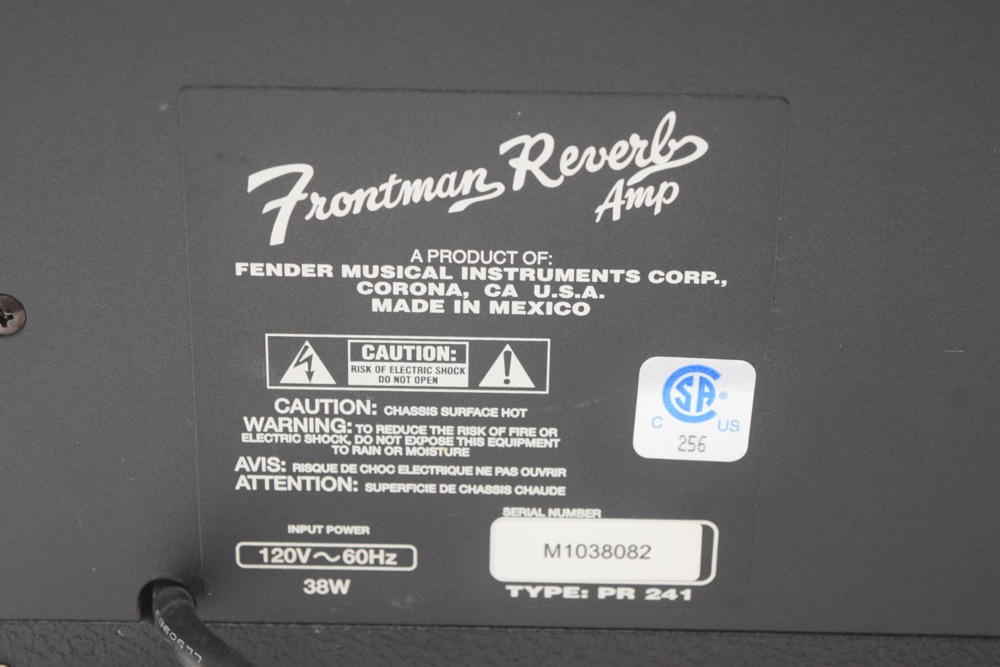 Frontman Reverb
Amp
A PRODUCT OF:
FENDER MUSICAL INSTRUMENTS CORP.,
CORONA, CA U.S.A.
MADE IN MEXICO
CAUTION:
RISK OF ELECTRIC SHOCK
DO NOT OPEN
CAUTION: CHASSIS SURFACE HOT
WARNING: TO REDUCE THE RISK OF FIRE OR
ELECTRIC SHOCK, DO NOT EXPOSE THIS EQUIPMENT
TO RAIN OR MOISTURE
AVIS: RISQUE DE CHOC ELECTRIQUE NE PAS OUVRIR
ATTENTION: SUPERFICIE DE CHASSIS CHAUDE
SA®
C US
256
INPUT POWER
120V~60Hz
38W
SERIAL NUMBER
M1038082
TYPE: PR 241